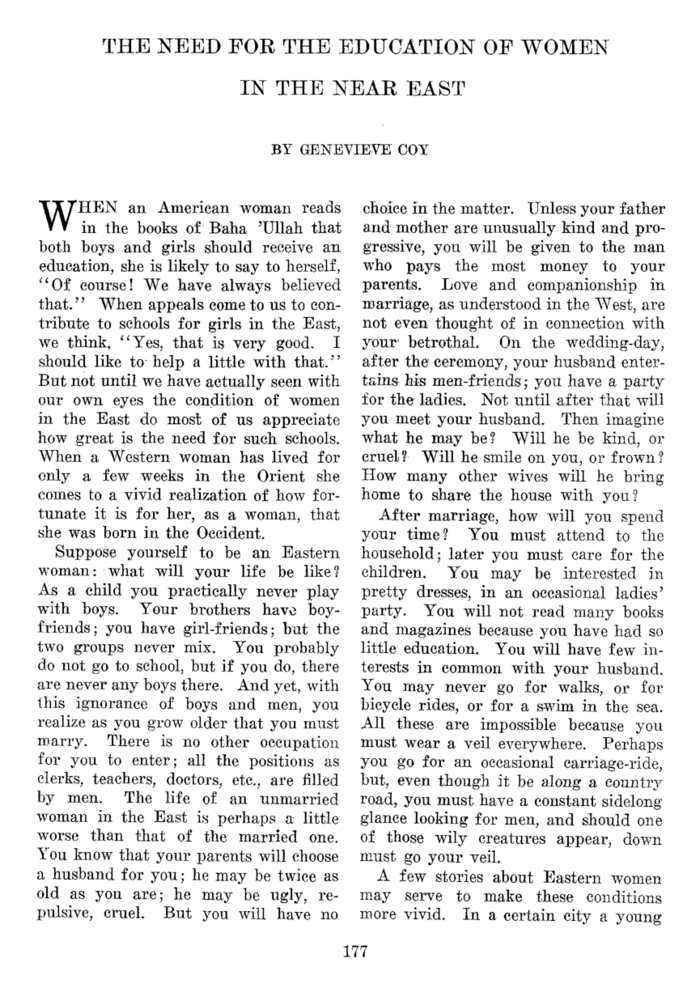 THE NEED FOR THE EDUCATION OF WOMEN
IN THE NEAR EAST
BY GENEVIEVE COY
WHEN an American woman reads
in the books of Baha 'Ullah that
both boys and girls should receive an
education, she is likely to say to herself,
"Of course! We have always believed
that." When appeals come to us to con-
tribute to schools for girls in the East,
we think, "Yes, that is very good. I
should like to help a little with that."
But not until we have actually seen with
our own eyes the condition of women
in the East do most of us appreciate
how great is the need for such schools.
When a Western woman has lived for
only a few weeks in the Orient she
comes to a vivid realization of how for-
tunate it is for her, as a woman, that
she was born in the Occident.
Suppose yourself to be an Eastern
woman: what will your life be like?
As a child you practically never play
with boys. Your brothers have boy-
friends; you have girl-friends; but the
two groups never mix. You probably
do not go to school, but if you do, there
are never any boys there. And yet, with
this ignorance of boys and men, you
realize as you grow older that you must
marry. There is no other occupation
for you to enter; all the positions as
clerks, teachers, doctors, etc., are filled
by men. The life of an unmarried
woman in the East is perhaps a little
worse than that of the married one.
You know that your parents will choose
a husband for you; he may be twice as
old as you are; he may be ugly, re-
pulsive, cruel. But you will have no
choice in the matter. Unless your father
and mother are unusually kind and pro-
gressive, you will be given to the man
who pays the most money to your
parents. Love and companionship in
marriage, as understood in the West, are
not even thought of in connection with
your betrothal. On the wedding-day,
after the ceremony, your husband enter-
tains his men-friends; you have a party
for the ladies. Not until after that will
you meet your husband. Then imagine
what he may be? Will he be kind, or
cruel? Will he smile on you, or frown?
How many other wives will he bring
home to share the house with you?
After marriage, how will you spend
your time? You must attend to the
household; later you must care for the
children. You may be interested in
pretty dresses, in an occasional ladies'
party. You will not read many books
and magazines because you have had so
little education. You will have few in-
terests in common with your husband.
You may never go for walks, or for
bicycle rides, or for a swim in the sea.
All these are impossible because you
must wear a veil everywhere. Perhaps
you go for an occasional carriage-ride,
but, even though it be along a country
road, you must have a constant sidelong
glance looking for men, and should one
of those wily creatures appear, down
must go your veil.
A few stories about Eastern women
may serve to make these conditions
more vivid. In a certain city a young
177